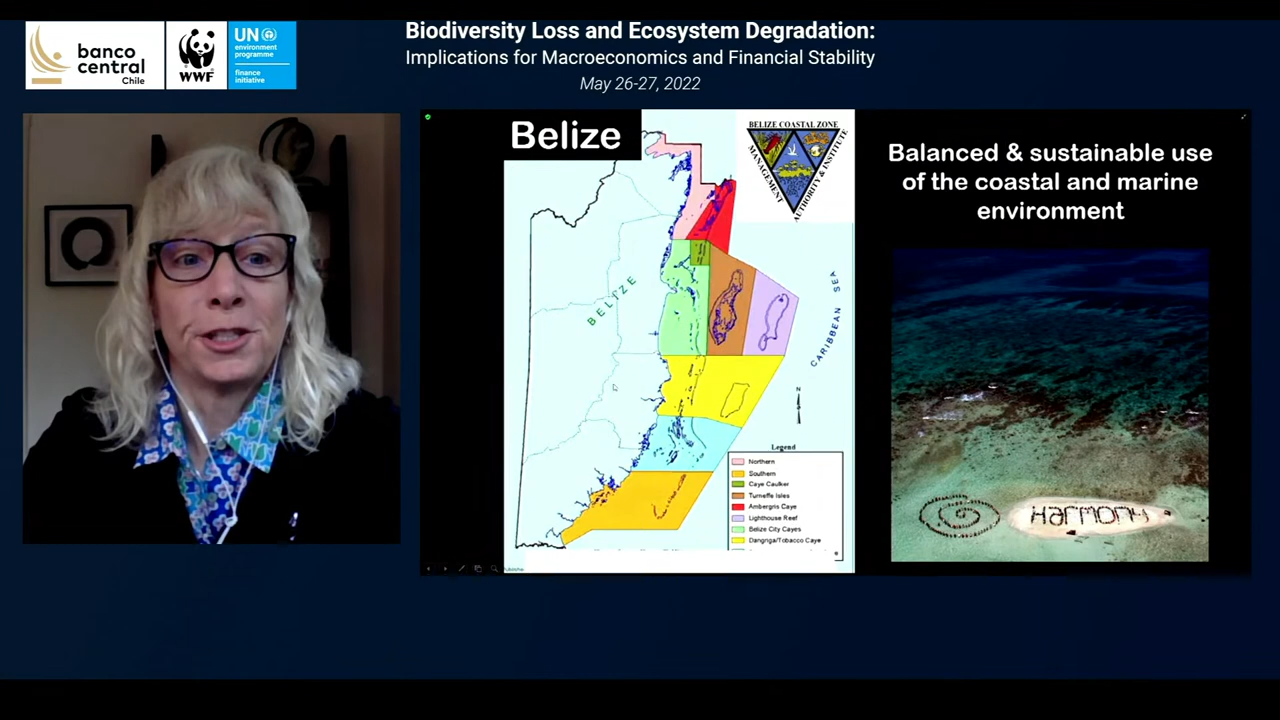 banco
central
Chile
WWF
UN
environment
programme
finance
initiative
Biodiversity Loss and Ecosystem Degradation:
Implications for Macroeconomics and Financial Stability
May 26-27, 2022
Belize
BELIZE COASTAL ZONE
MANAGEMENT
AUTHORITY & INSTITUTE
BELIZE
CARIBBEAN SEA
N
Legend
Northern
Southern
Caye Caulker
Turneffe Isles
Ambergris Caye
Lighthouse Reef
Belize City Cayes
Dangriga/Tobacco Caye
Balanced & sustainable use
of the coastal and marine
environment
HARMONY